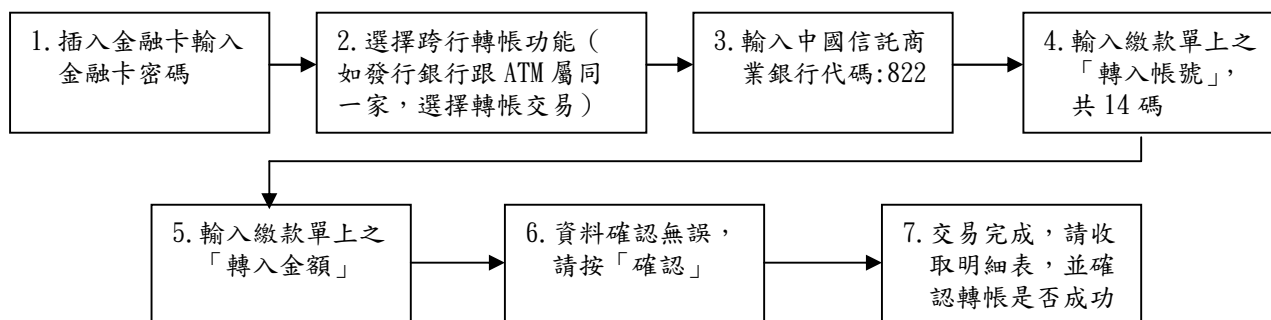 1.插入金融卡輸入
金融卡密碼
2.選擇跨行轉帳功能（
如發行銀行跟 ATM 屬同
一家，選擇轉帳交易）
3.輸入中國信託商
業銀行代碼:822
4.輸入繳款單上之
「轉入帳號」，
共 14 碼
5.輸入繳款單上之
「轉入金額」
6.資料確認無誤，
請按「確認」
7.交易完成，請收
取明細表，並確
認轉帳是否成功